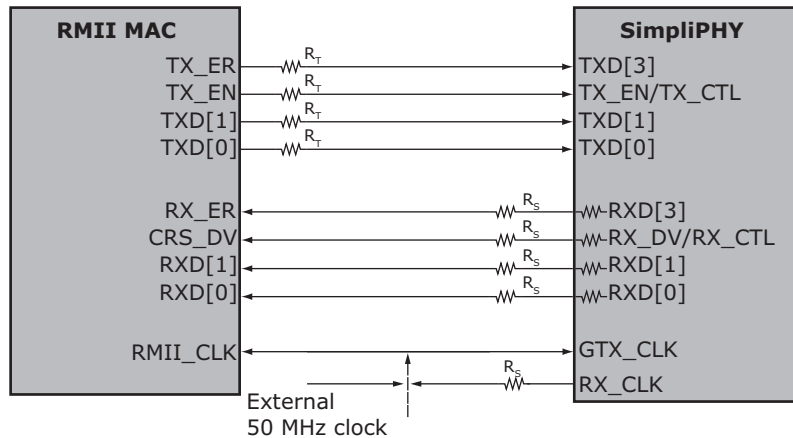 RMII MAC
SimpliPHY
TX_ER
R_T
TXD[3]
TX_EN
R_T
TX_EN/TX_CTL
TXD[1]
R_T
TXD[1]
TXD[0]
R_T
TXD[0]
RX_ER
R_S
RXD[3]
CRS_DV
R_S
RX_DV/RX_CTL
RXD[1]
R_S
RXD[1]
RXD[0]
R_S
RXD[0]
RMII_CLK
GTX_CLK
R_S
RX_CLK
External
50 MHz clock